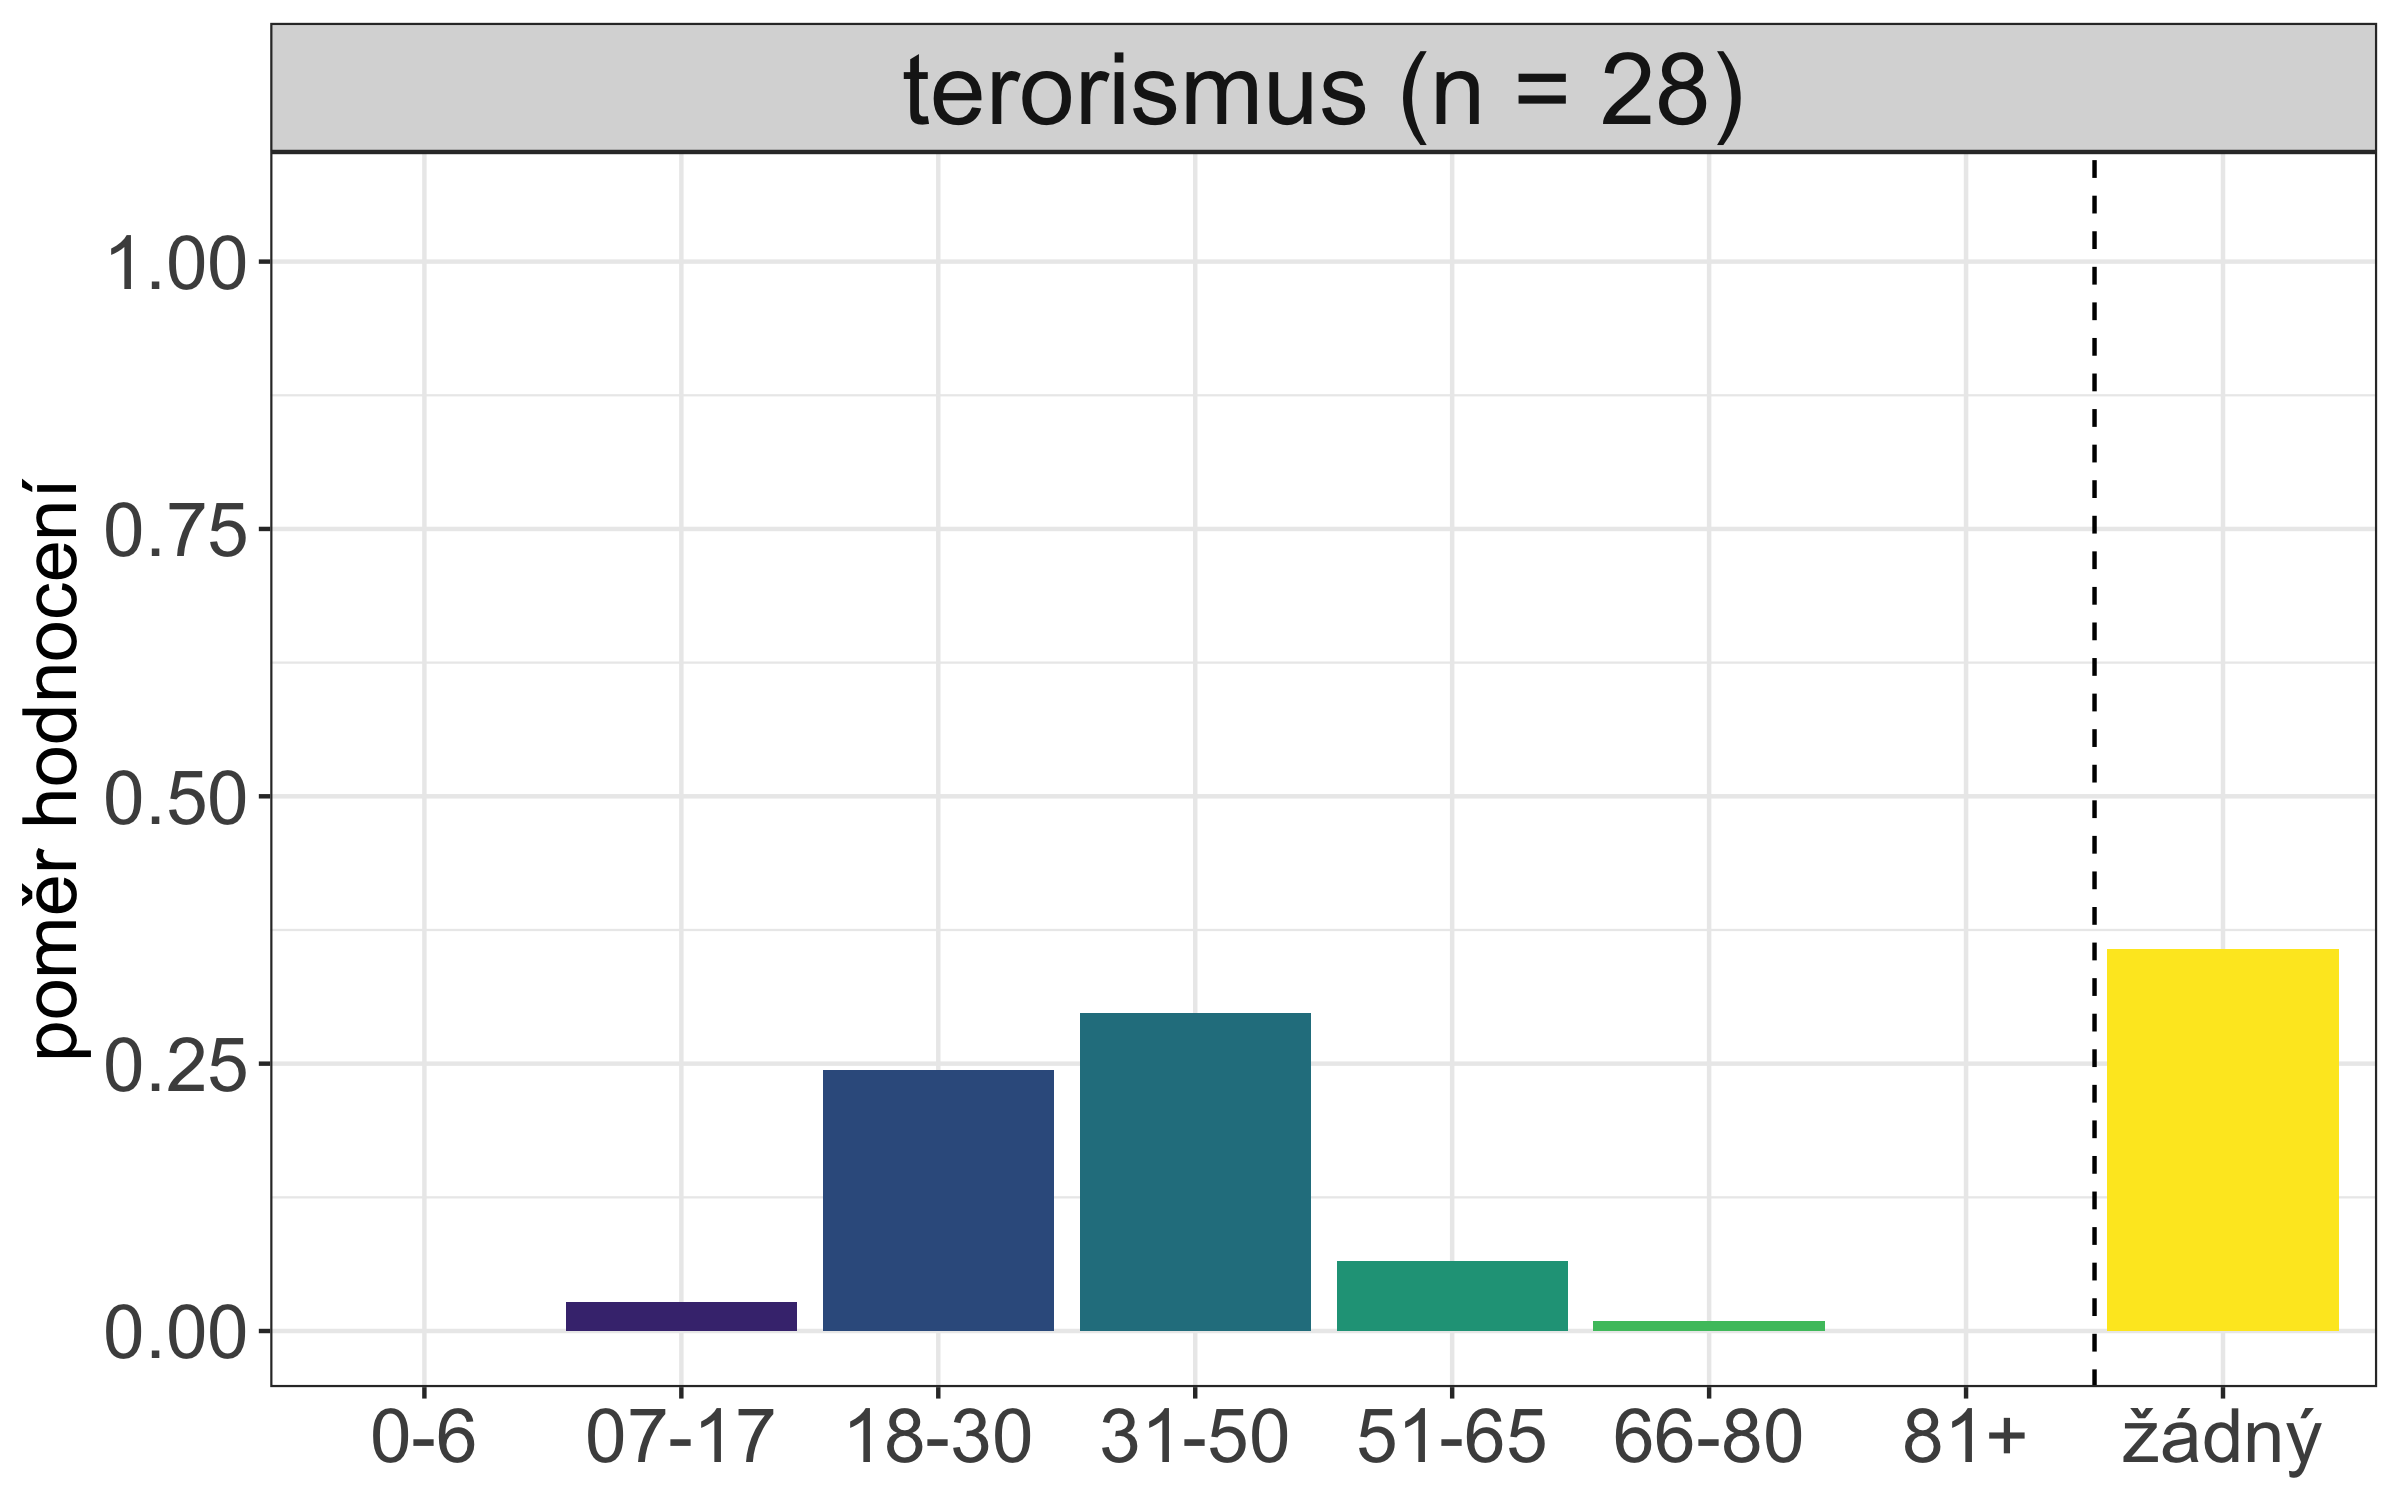 terorismus (n = 28)
poměr hodnocení
1.00
0.75
0.50
0.25
0.00
0-6 07-17 18-30 31-50 51-65 66-80 81+ žádný